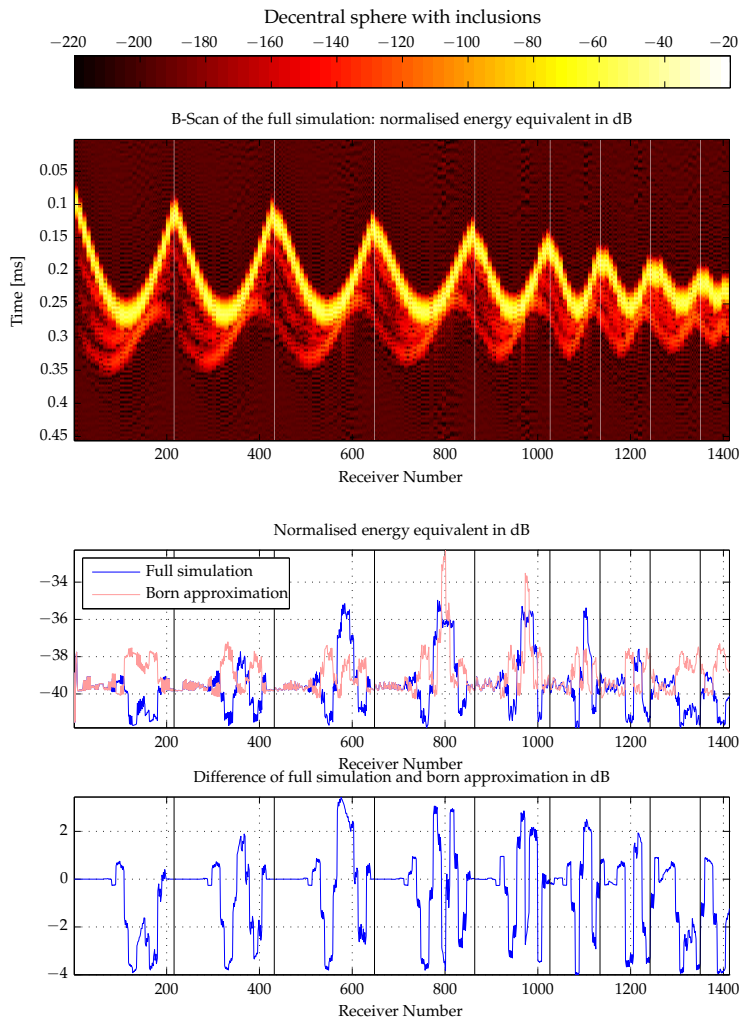 Decentral sphere with inclusions
−220 −200 −180 −160 −140 −120 −100 −80 −60 −40 −20
B-Scan of the full simulation: normalised energy equivalent in dB
0.05
0.1
0.15
0.2
0.25
0.3
0.35
0.4
0.45
Time [ms]
200 400 600 800 1000 1200 1400
Receiver Number
Normalised energy equivalent in dB
Full simulation
Born approximation
−34
−36
−38
−40
200 400 600 800 1000 1200 1400
Receiver Number
Difference of full simulation and born approximation in dB
2
0
−2
−4
200 400 600 800 1000 1200 1400
Receiver Number